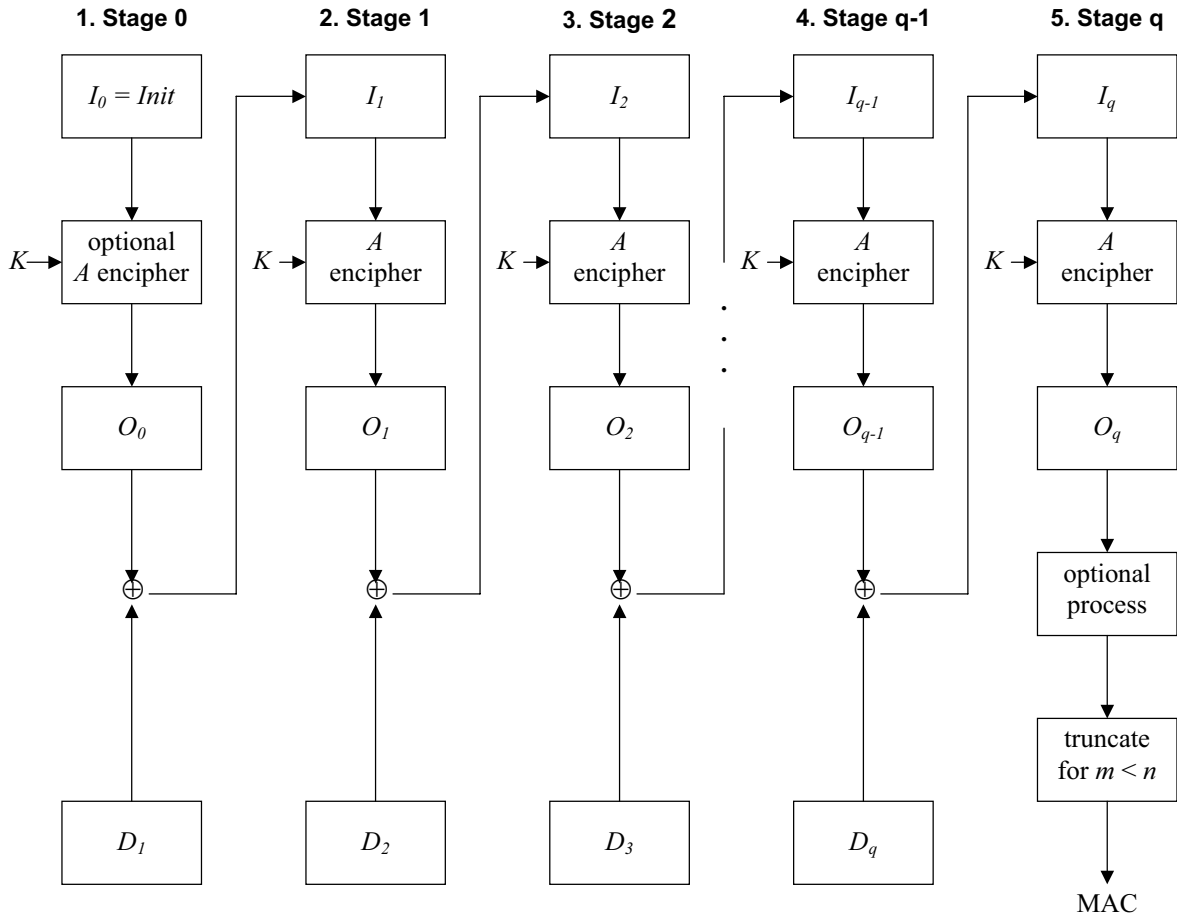 1. Stage 0
2. Stage 1
3. Stage 2
4. Stage q-1
5. Stage q
I0 = Init
I1
I2
Iq-1
Iq
K
optional
A encipher
K
A
encipher
K
A
encipher
K
A
encipher
K
A
encipher
. . .
O0
O1
O2
Oq-1
Oq
⊕
⊕
⊕
⊕
optional
process
truncate
for m < n
D1
D2
D3
Dq
MAC